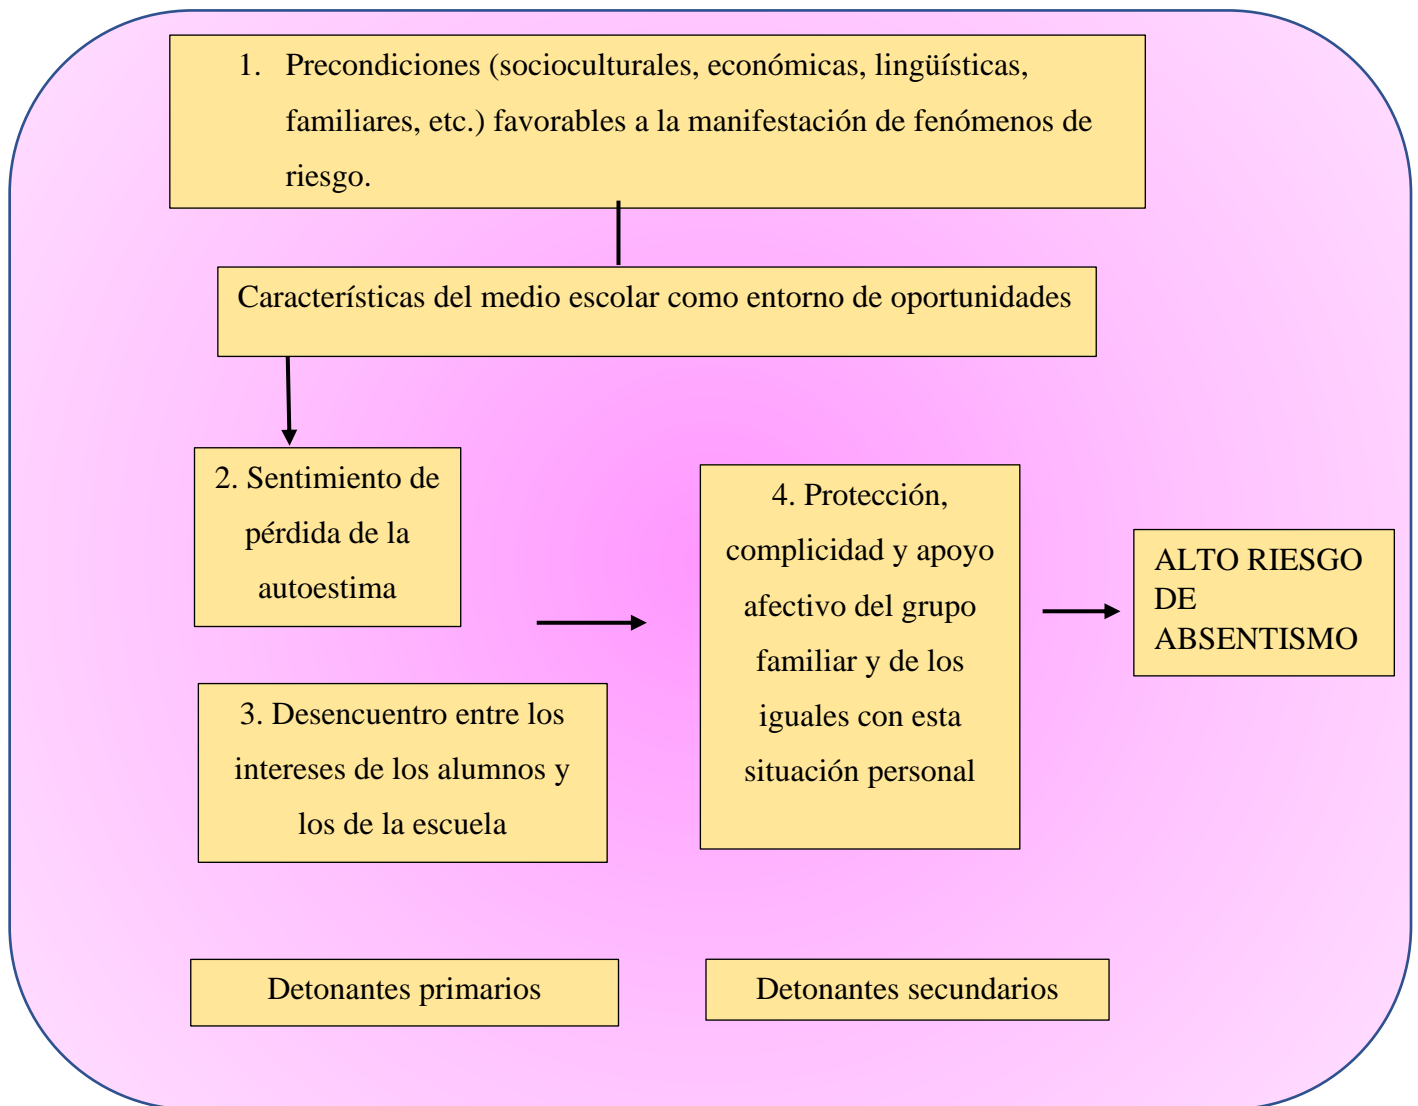 1. Precondiciones (socioculturales, económicas, lingüísticas,
familiares, etc.) favorables a la manifestación de fenómenos de
riesgo.
Características del medio escolar como entorno de oportunidades
2. Sentimiento de
pérdida de la
autoestima
3. Desencuentro entre los
intereses de los alumnos y
los de la escuela
4. Protección,
complicidad y apoyo
afectivo del grupo
familiar y de los
iguales con esta
situación personal
ALTO RIESGO
DE
ABSENTISMO
Detonantes primarios
Detonantes secundarios